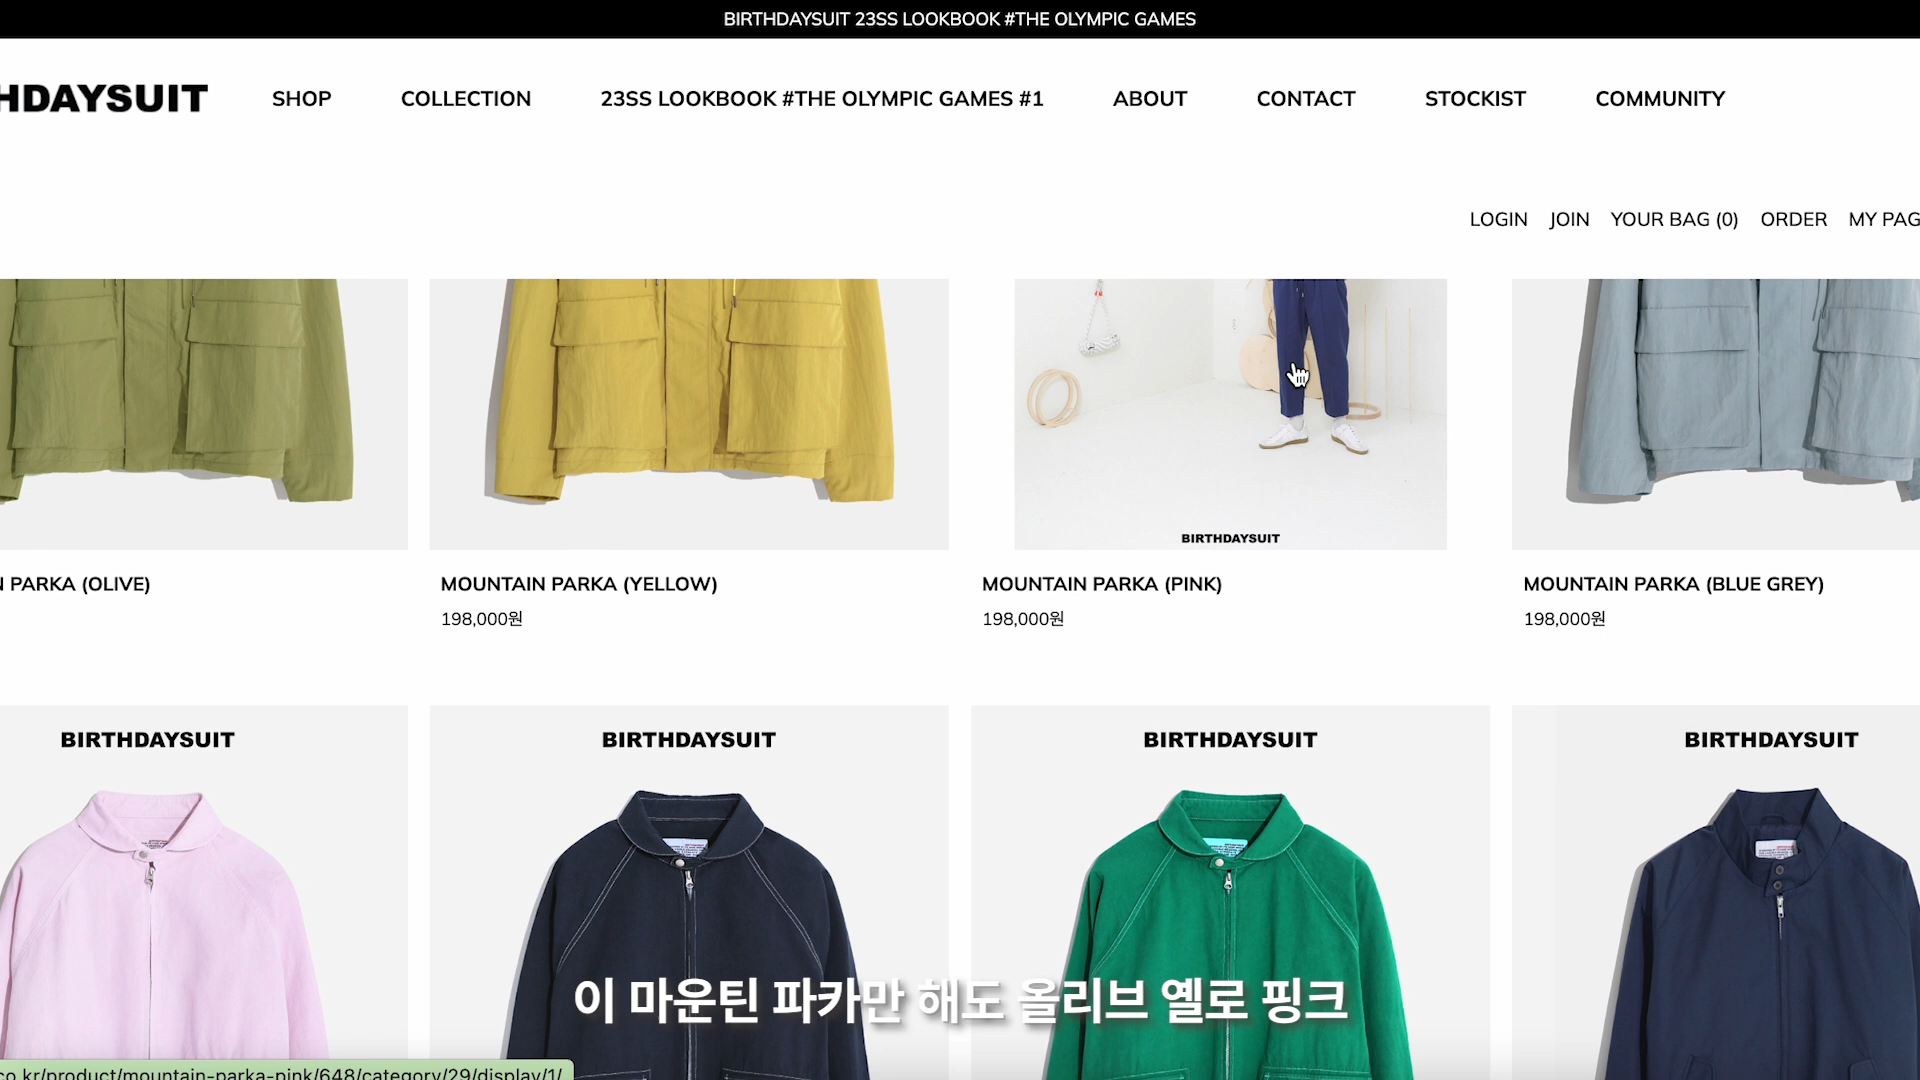 BIRTHDAYSUIT 23SS LOOKBOOK #THE OLYMPIC GAMES
HDAYSUIT
SHOP
COLLECTION
23SS LOOKBOOK #THE OLYMPIC GAMES #1
ABOUT
CONTACT
STOCKIST
COMMUNITY
LOGIN
JOIN
YOUR BAG (0)
ORDER
MY PAG
BIRTHDAYSUIT
N PARKA (OLIVE)
MOUNTAIN PARKA (YELLOW)
198,000원
MOUNTAIN PARKA (PINK)
198,000원
MOUNTAIN PARKA (BLUE GREY)
198,000원
BIRTHDAYSUIT
BIRTHDAYSUIT
BIRTHDAYSUIT
BIRTHDAYSUIT
이 마운틴 파카만 해도 올리브 옐로 핑크
co.kr/product/mountain-parka-pink/648/category/29/display/1/